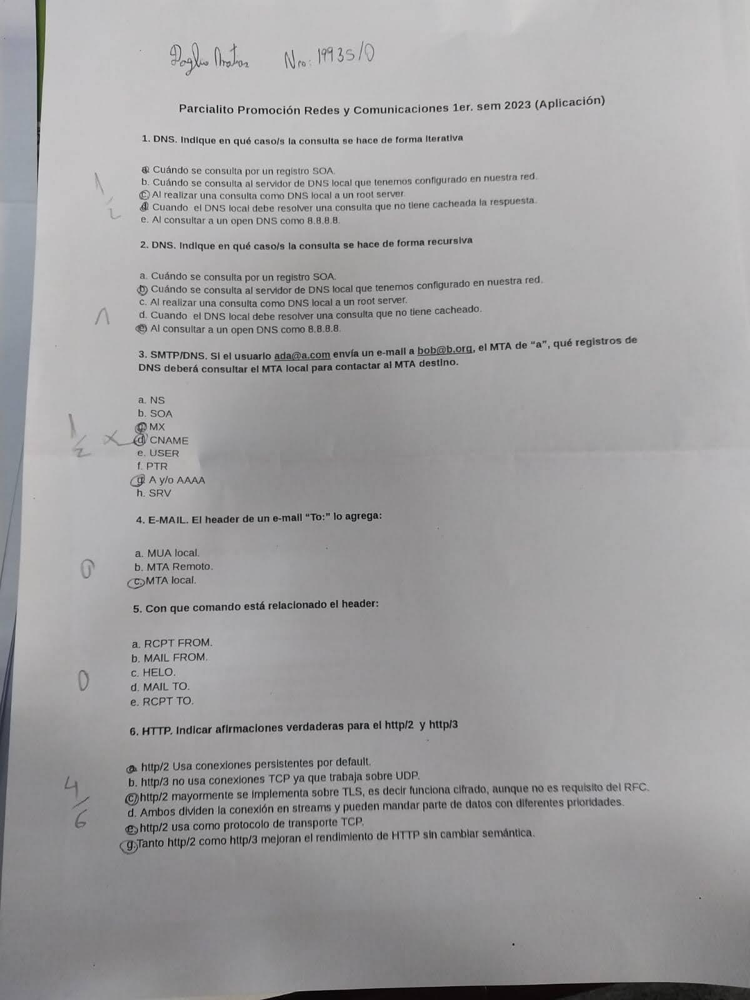 Nro: 19935/0
Parcialito Promoción Redes y Comunicaciones 1er. sem 2023 (Aplicación)
1. DNS. Indique en qué caso/s la consulta se hace de forma iterativa
a. Cuándo se consulta por un registro SOA.
b. Cuándo se consulta al servidor de DNS local que tenemos configurado en nuestra red.
c. Al realizar una consulta como DNS local a un root server.
d. Cuando el DNS local debe resolver una consulta que no tiene cacheada la respuesta.
e. Al consultar a un open DNS como 8.8.8.8.
1/2
2. DNS. Indique en qué caso/s la consulta se hace de forma recursiva
a. Cuándo se consulta por un registro SOA.
b. Cuándo se consulta al servidor de DNS local que tenemos configurado en nuestra red.
c. Al realizar una consulta como DNS local a un root server.
d. Cuando el DNS local debe resolver una consulta que no tiene cacheado.
e. Al consultar a un open DNS como 8.8.8.8.
1
3. SMTP/DNS. Si el usuario ada@a.com envía un e-mail a bob@b.org, el MTA de “a”, qué registros de
DNS deberá consultar el MTA local para contactar al MTA destino.
a. NS
b. SOA
c. MX
d. CNAME
e. USER
f. PTR
g. A y/o AAAA
h. SRV
1/2 X
4. E-MAIL. El header de un e-mail “To:” lo agrega:
a. MUA local.
b. MTA Remoto.
c. MTA local.
0
5. Con que comando está relacionado el header:
a. RCPT FROM.
b. MAIL FROM.
c. HELO.
d. MAIL TO.
e. RCPT TO.
0
6. HTTP. Indicar afirmaciones verdaderas para el http/2 y http/3
a. http/2 Usa conexiones persistentes por default.
b. http/3 no usa conexiones TCP ya que trabaja sobre UDP.
c. http/2 mayormente se implementa sobre TLS, es decir funciona cifrado, aunque no es requisito del RFC.
d. Ambos dividen la conexión en streams y pueden mandar parte de datos con diferentes prioridades.
e. http/2 usa como protocolo de transporte TCP.
g. Tanto http/2 como http/3 mejoran el rendimiento de HTTP sin cambiar semántica.
4/6